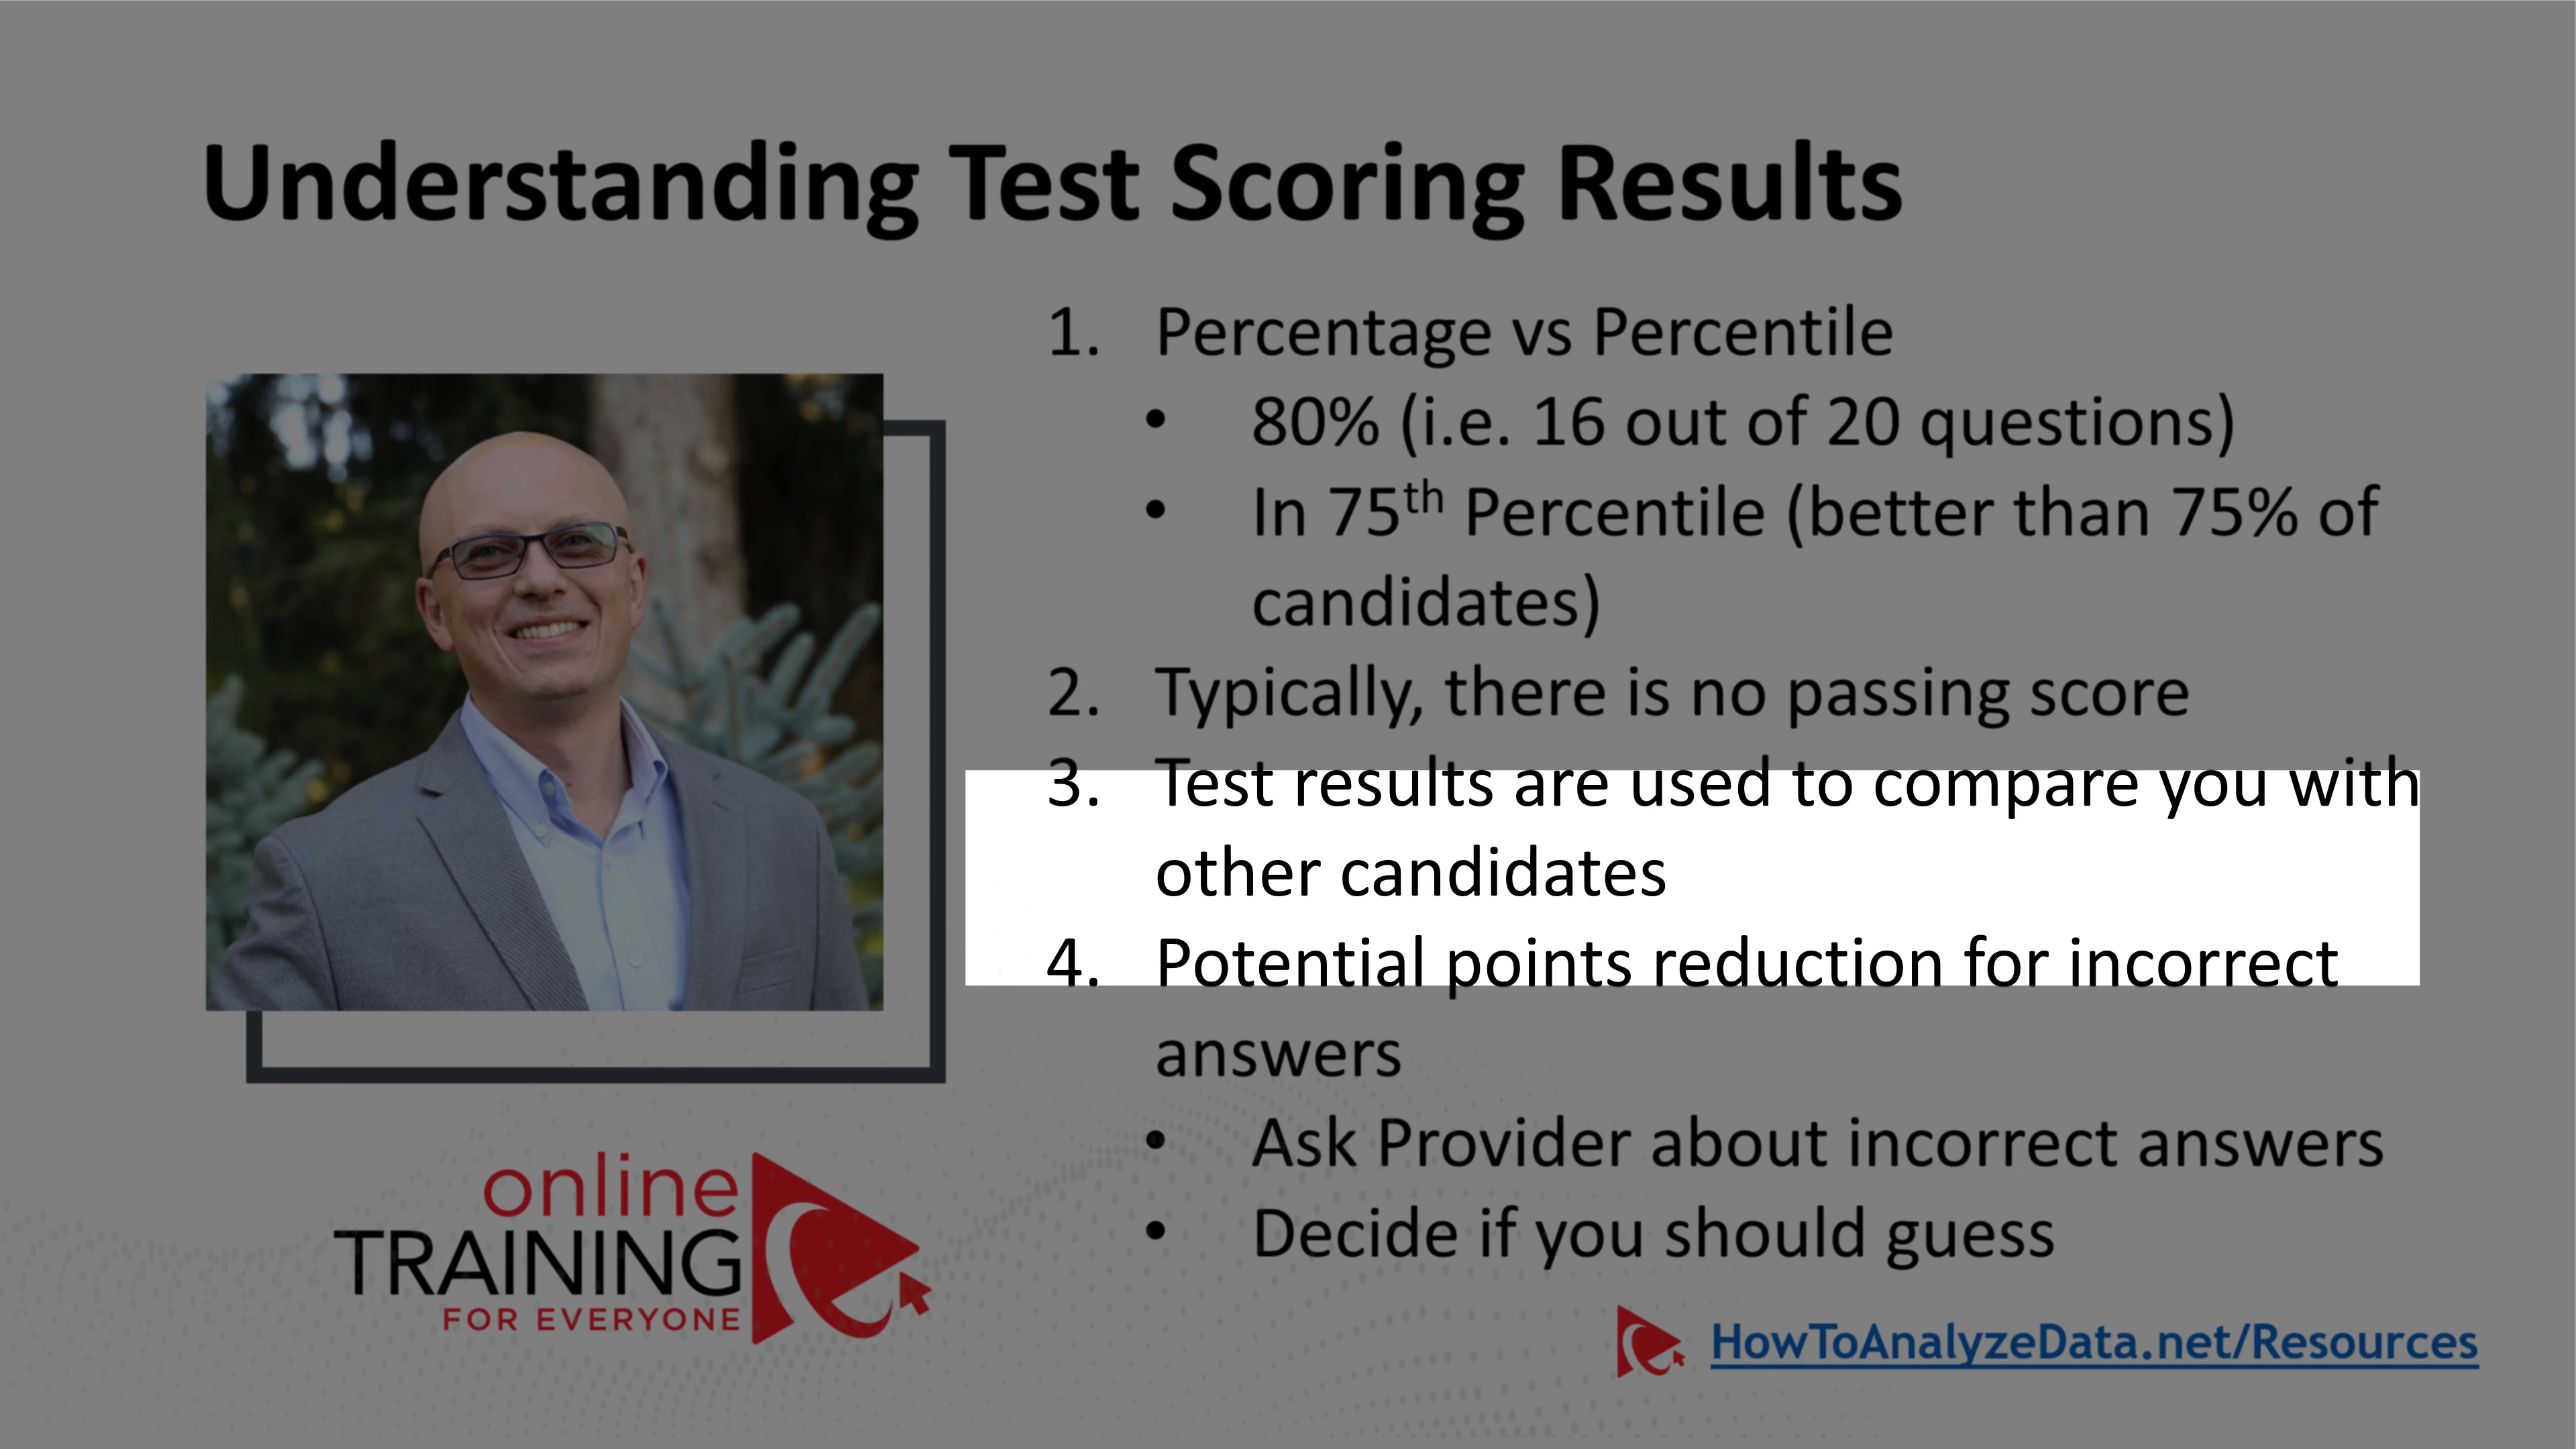 Understanding Test Scoring Results
1. Percentage vs Percentile
• 80% (i.e. 16 out of 20 questions)
• In 75th Percentile (better than 75% of
candidates)
2. Typically, there is no passing score
3. Test results are used to compare you with
other candidates
4. Potential points reduction for incorrect
answers
• Ask Provider about incorrect answers
• Decide if you should guess
online
TRAINING
FOR EVERYONE
HowToAnalyzeData.net/Resources